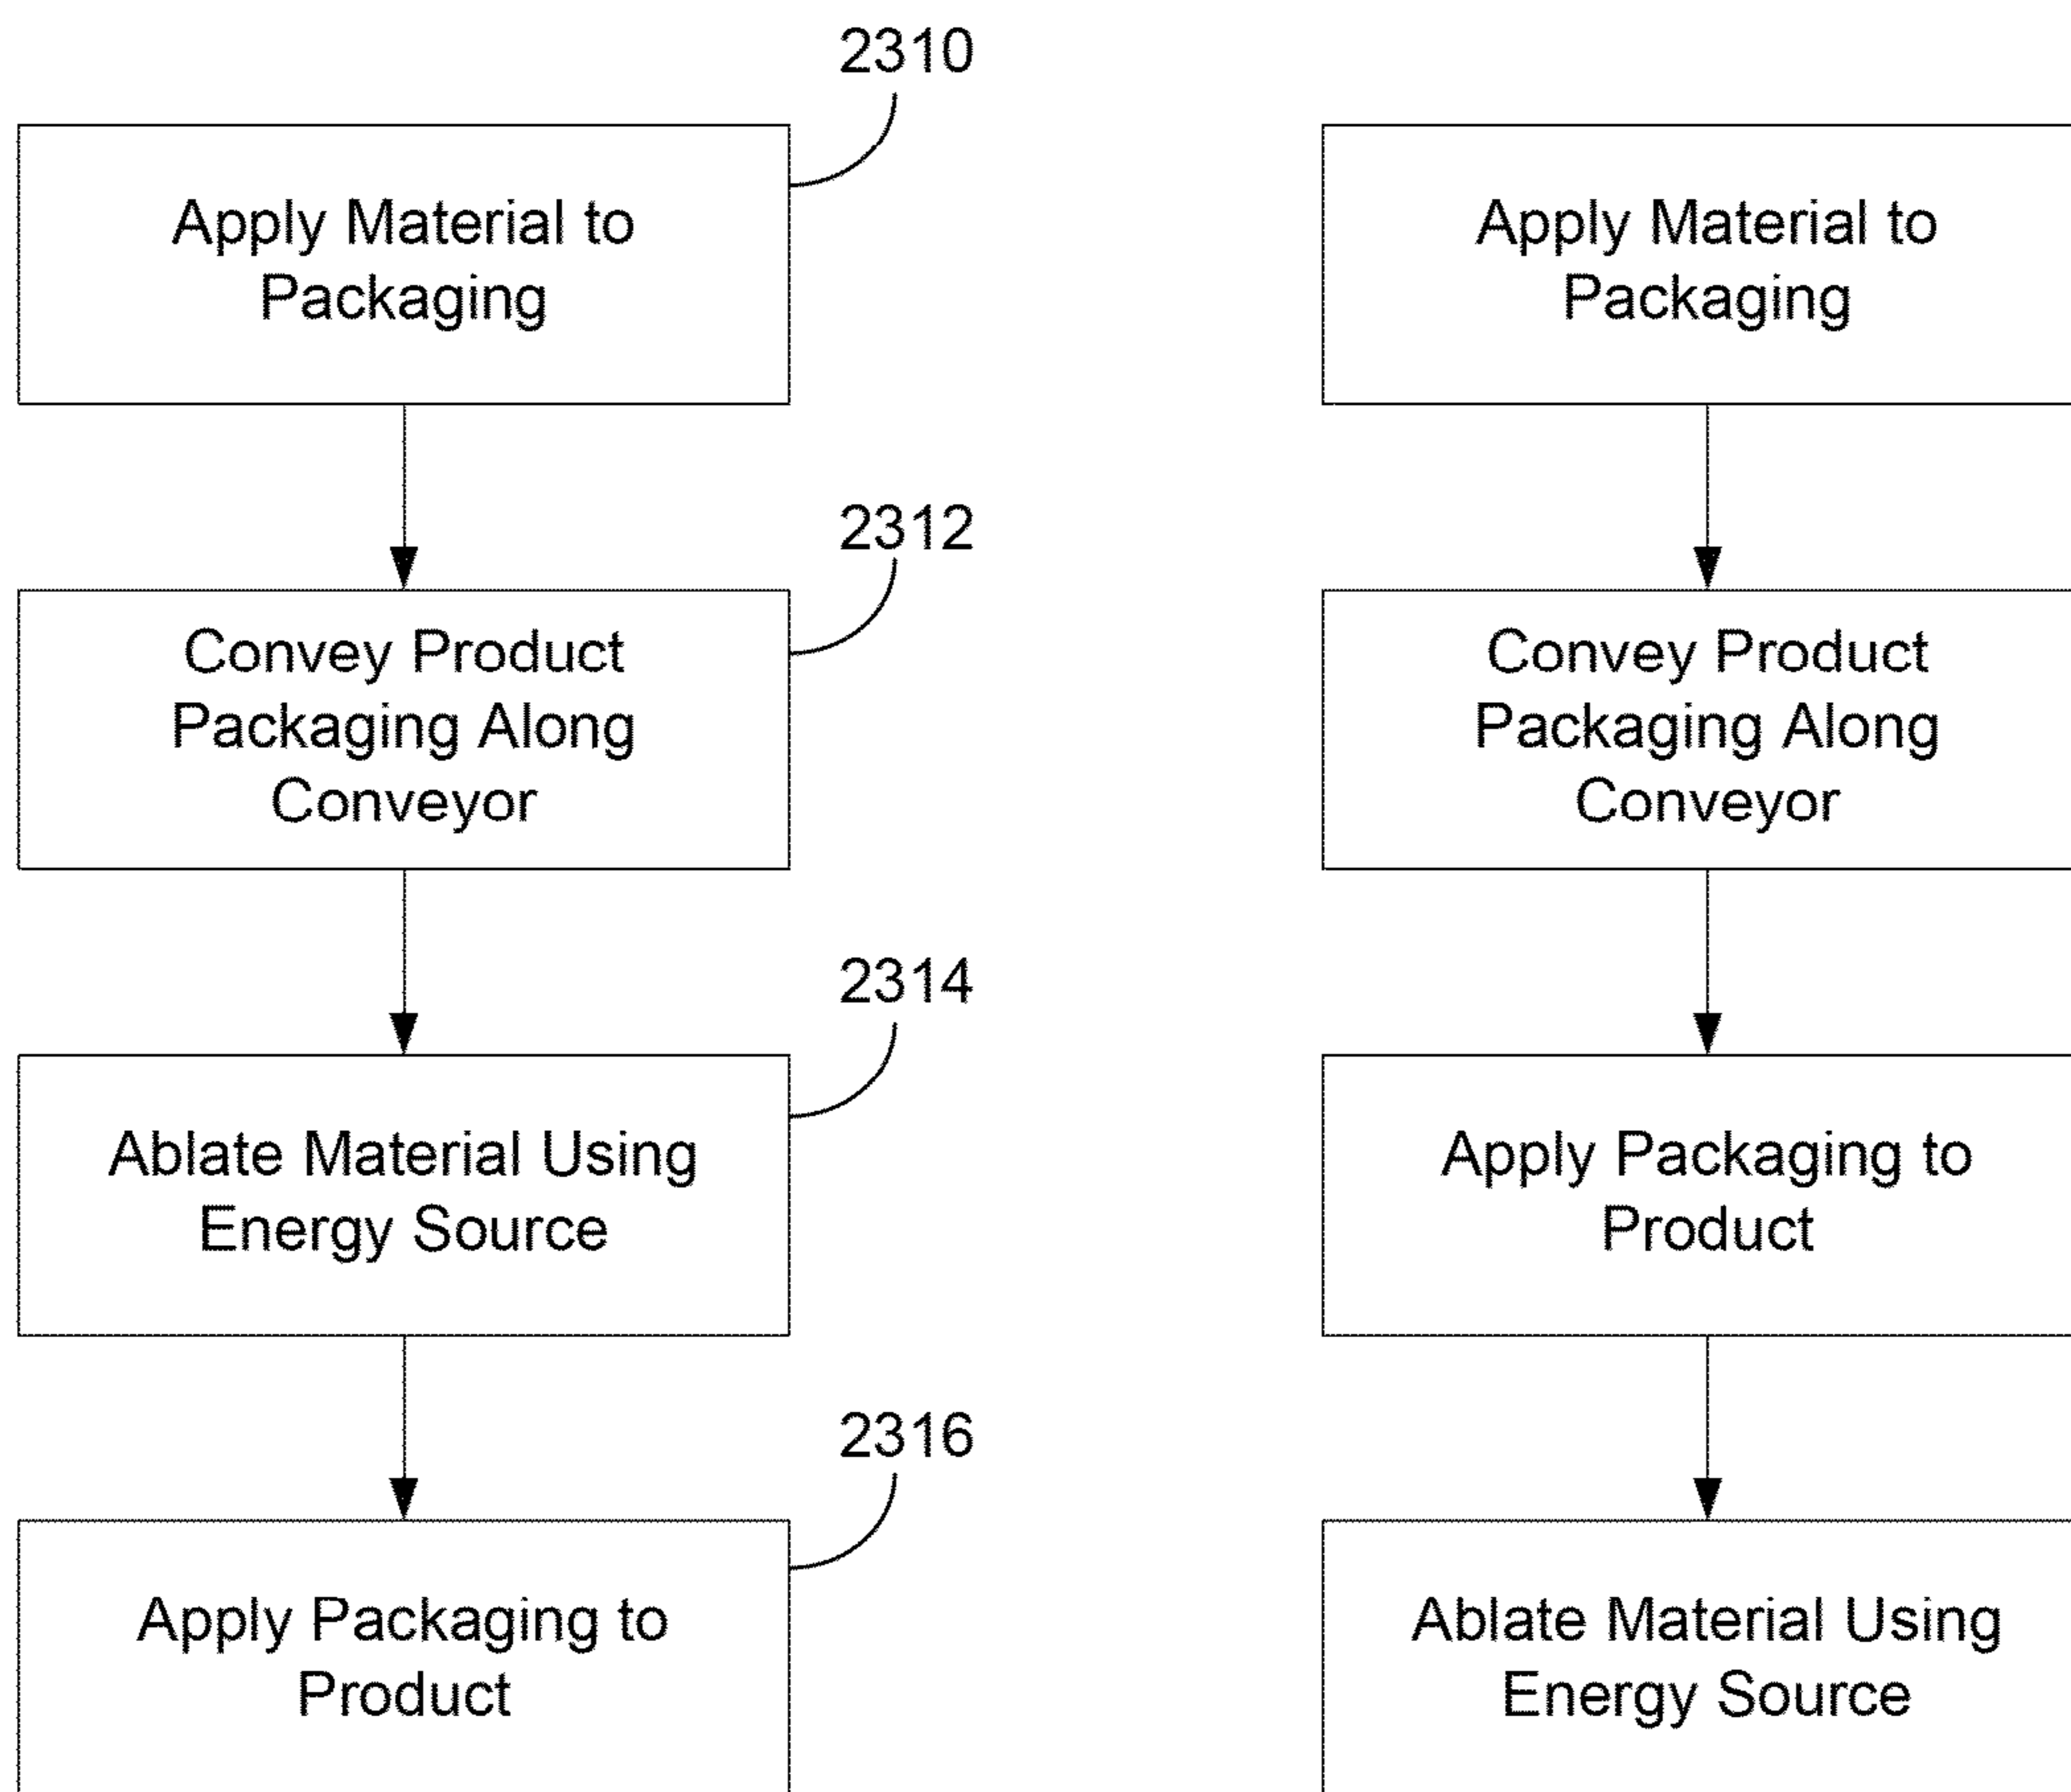 2310
Apply Material to
Packaging
2312
Convey Product
Packaging Along
Conveyor
2314
Ablate Material Using
Energy Source
2316
Apply Packaging to
Product
Apply Material to
Packaging
Convey Product
Packaging Along
Conveyor
Apply Packaging to
Product
Ablate Material Using
Energy Source